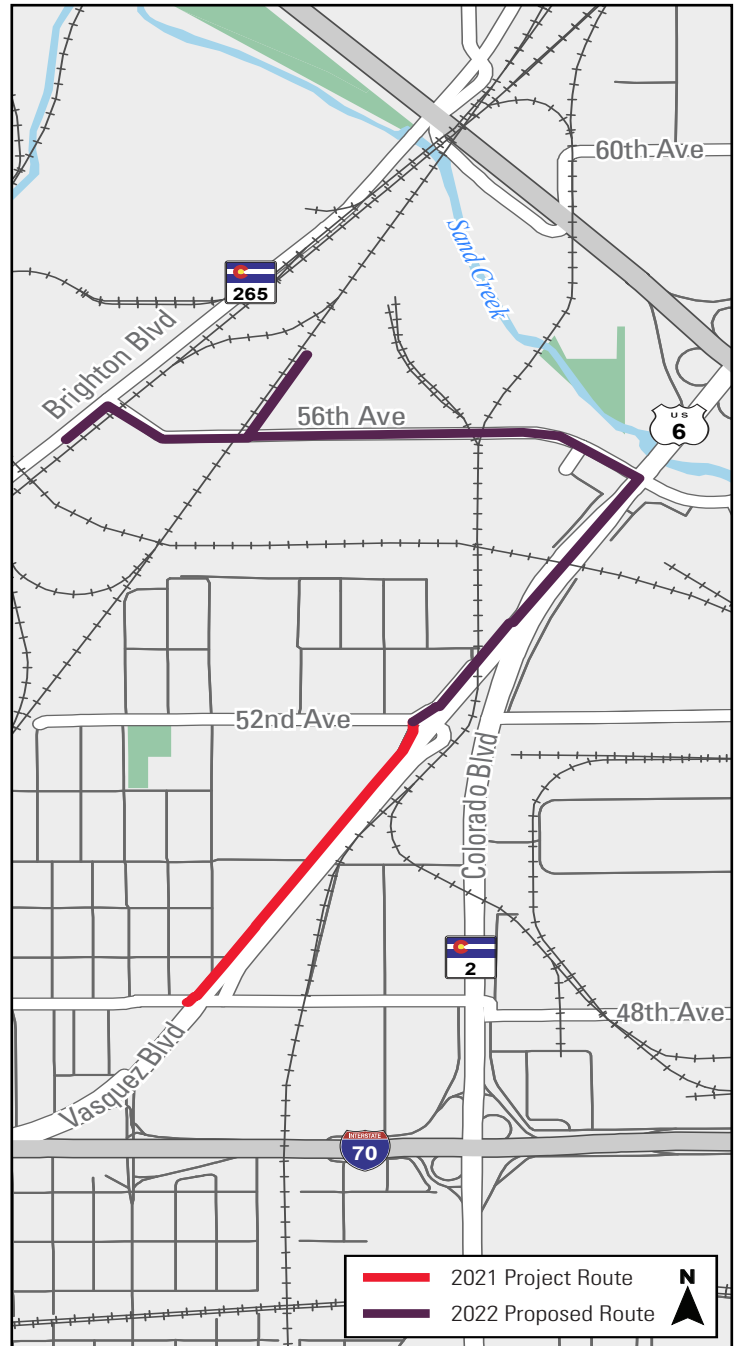 60th Ave
Sand Creek
265
Brighton Blvd
56th Ave
US
6
52nd Ave
Colorado Blvd
2
48th Ave
Vasquez Blvd
INTERSTATE
70
2021 Project Route
2022 Proposed Route
N